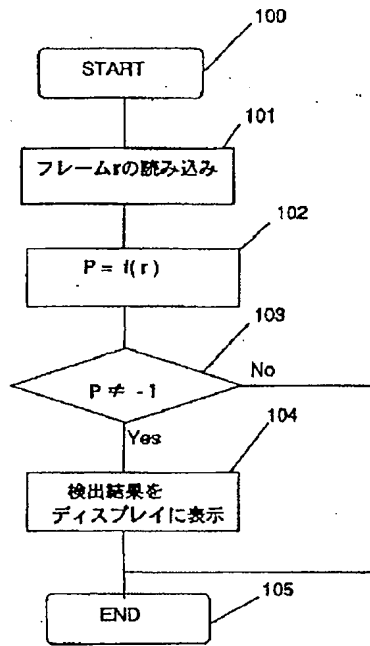 100
START
101
フレームrの読み込み
102
P = f( r )
103
P ≠ -1
No
Yes
104
検出結果を
ディスプレイに表示
105
END